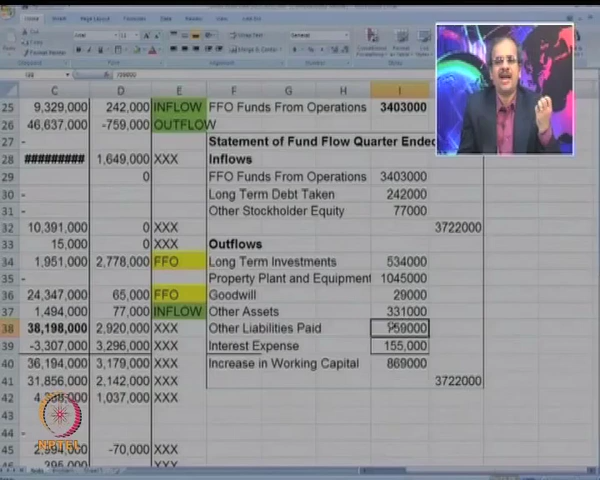 C D E F G H I
25 9,329,000 242,000 INFLOW FFO Funds From Operations 3403000
26 46,637,000 -759,000 OUTFLOW
27 - Statement of Fund Flow Quarter Ended
28 ######### 1,649,000 XXX Inflows
29 0 FFO Funds From Operations 3403000
30 - Long Term Debt Taken 242000
31 - Other Stockholder Equity 77000
32 10,391,000 0 XXX 3722000
33 15,000 0 XXX Outflows
34 1,951,000 2,778,000 FFO Long Term Investments 534000
35 - Property Plant and Equipment 1045000
36 24,347,000 65,000 FFO Goodwill 29000
37 1,494,000 77,000 INFLOW Other Assets 331000
38 38,198,000 2,920,000 XXX Other Liabilities Paid 759000
39 -3,307,000 3,296,000 XXX Interest Expense 155,000
40 36,194,000 3,179,000 XXX Increase in Working Capital 869000
41 31,856,000 2,142,000 XXX 3722000
42 1,037,000 XXX
43
44 -
45 -70,000 XXX
46 XXX
NPTEL